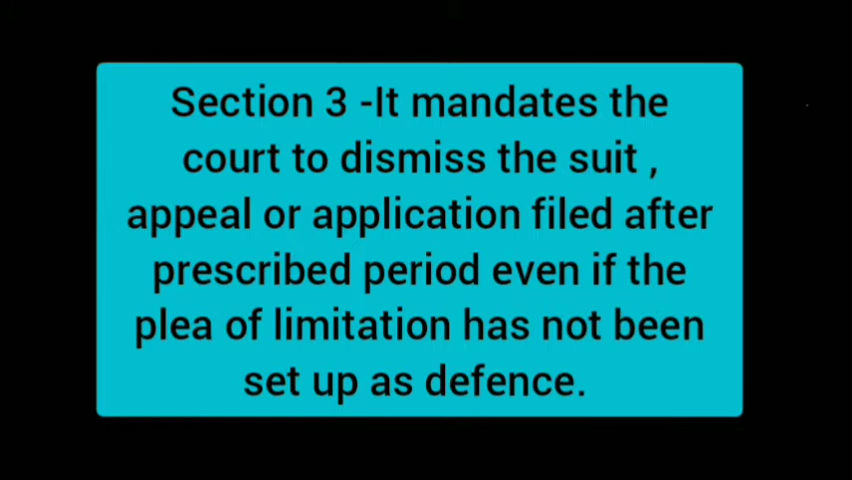 Section 3 -It mandates the
court to dismiss the suit ,
appeal or application filed after
prescribed period even if the
plea of limitation has not been
set up as defence.